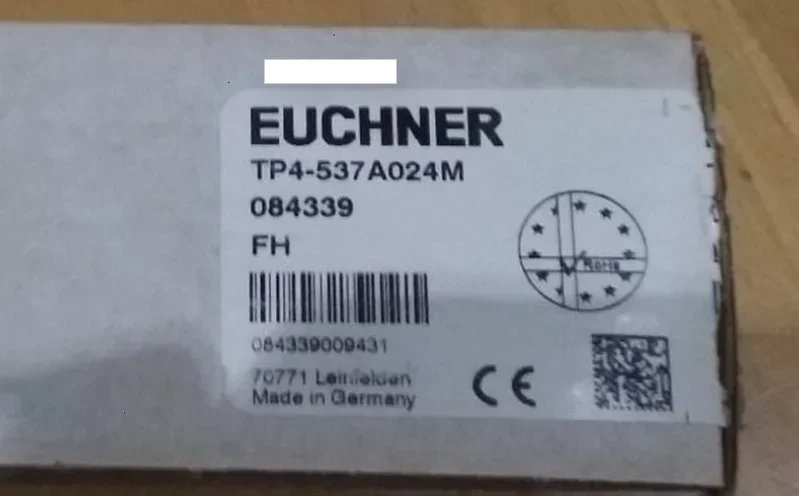 EUCHNER
TP4-537A024M
084339
FH
RoHS
084339009431
70771 Leinfelden
Made in Germany
CE